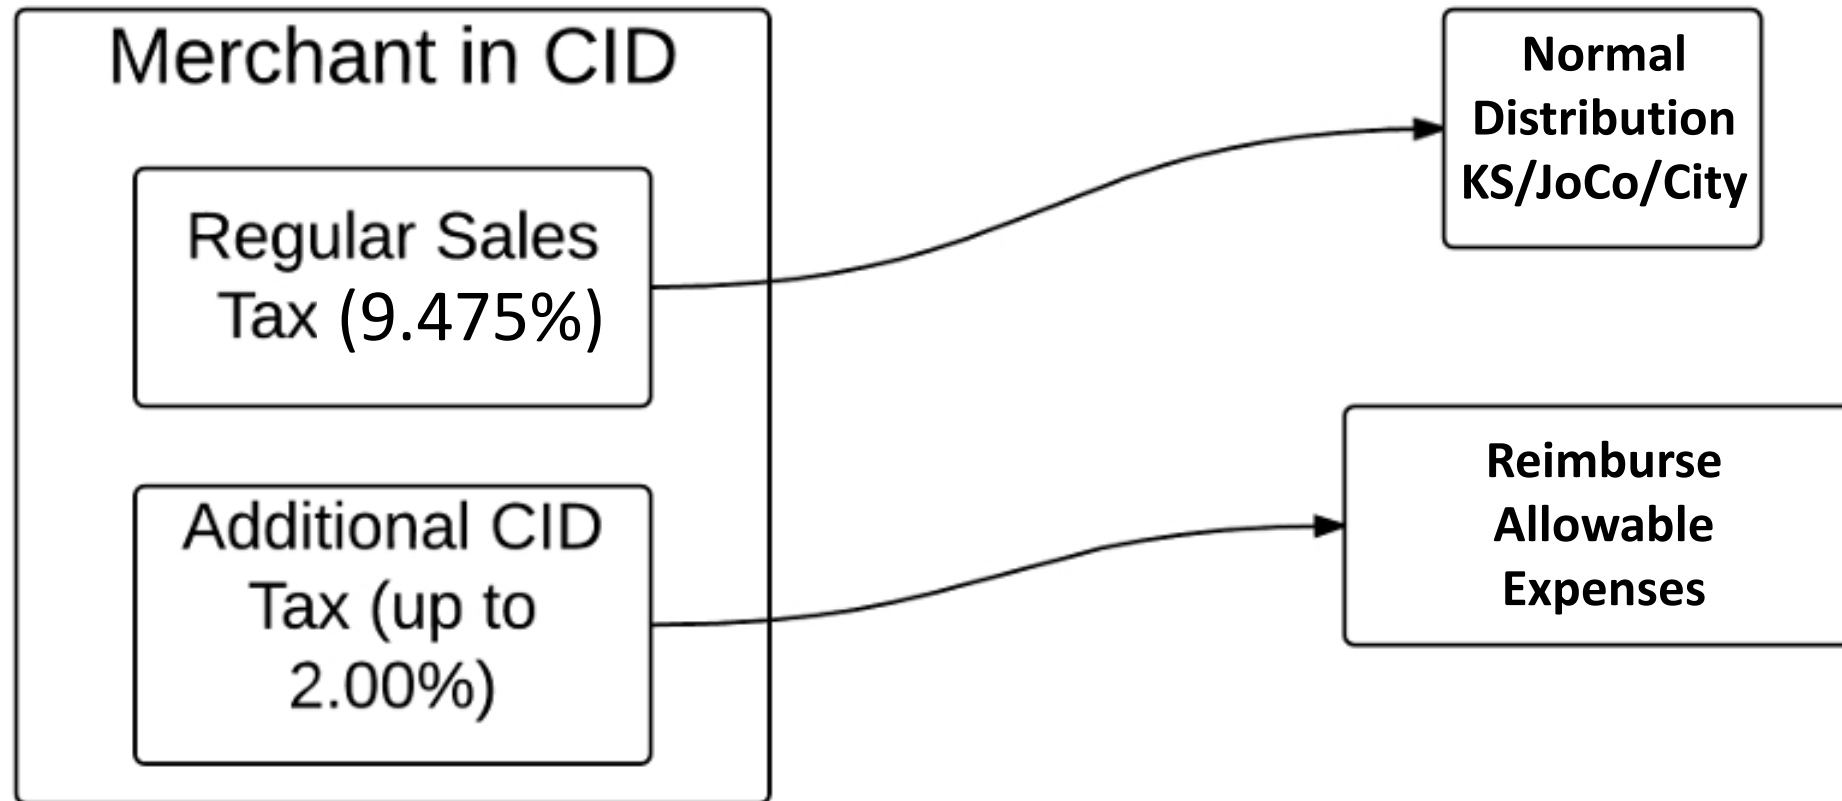 Merchant in CID
Regular Sales
Tax (9.475%)
Additional CID
Tax (up to
2.00%)
Normal
Distribution
KS/JoCo/City
Reimburse
Allowable
Expenses